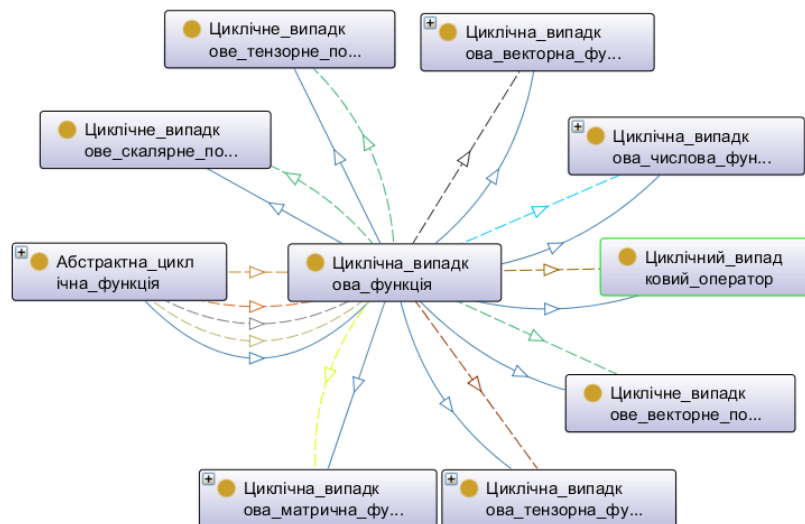 Циклічне_випадк
ове_тензорне_по...
Циклічна_випадк
ова_векторна_фу...
Циклічне_випадк
ове_скалярне_по...
Циклічна_випадк
ова_числова_фун...
Абстрактна_цикл
ічна_функція
Циклічна_випадк
ова_функція
Циклічний_випад
ковий_оператор
Циклічне_випадк
ове_векторне_по...
Циклічна_випадк
ова_матрична_фу...
Циклічна_випадк
ова_тензорна_фу...